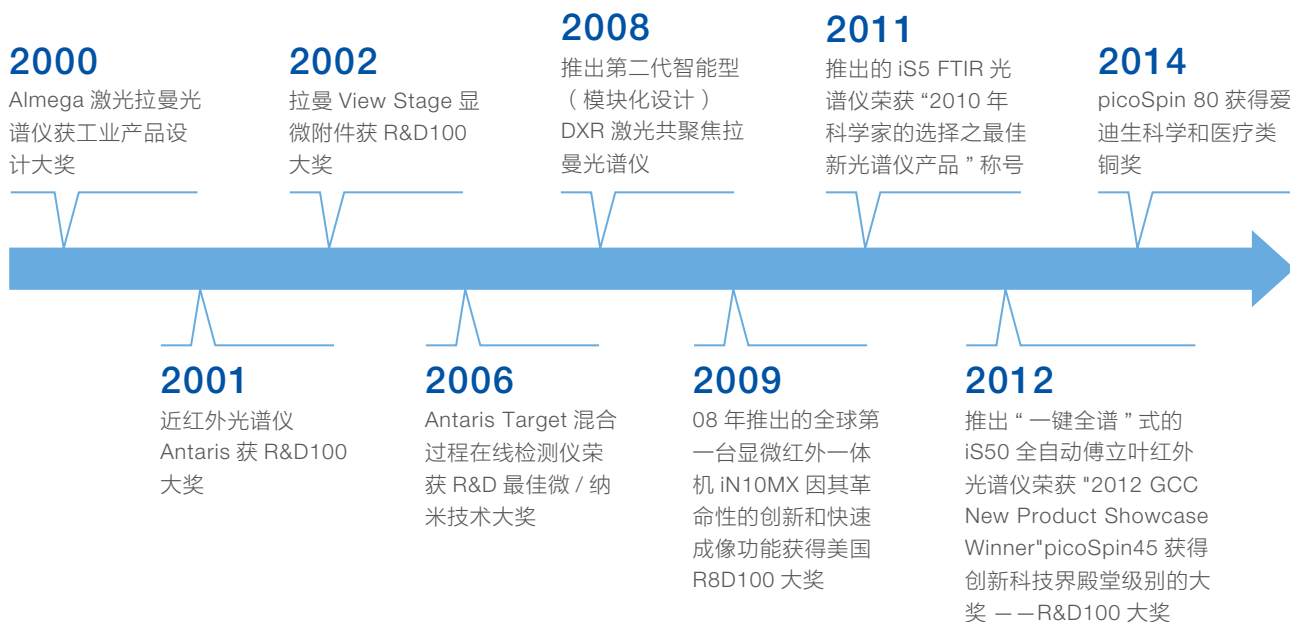 2000
Almega 激光拉曼光
谱仪获工业产品设
计大奖
2002
拉曼 View Stage 显
微附件获 R&D100
大奖
2008
推出第二代智能型
（模块化设计）
DXR 激光共聚焦拉
曼光谱仪
2011
推出的 iS5 FTIR 光
谱仪荣获 “2010 年
科学家的选择之最佳
新光谱仪产品 ” 称号
2014
picoSpin 80 获得爱
迪生科学和医疗类
铜奖
2001
近红外光谱仪
Antaris 获 R&D100
大奖
2006
Antaris Target 混合
过程在线检测仪荣
获 R&D 最佳微 / 纳
米技术大奖
2009
08 年推出的全球第
一台显微红外一体
机 iN10MX 因其革
命性的创新和快速
成像功能获得美国
R8D100 大奖
2012
推出 “ 一键全谱 ” 式的
iS50 全自动傅立叶红外
光谱仪荣获 "2012 GCC
New Product Showcase
Winner"picoSpin45 获得
创新科技界殿堂级别的大
奖 ——R&D100 大奖